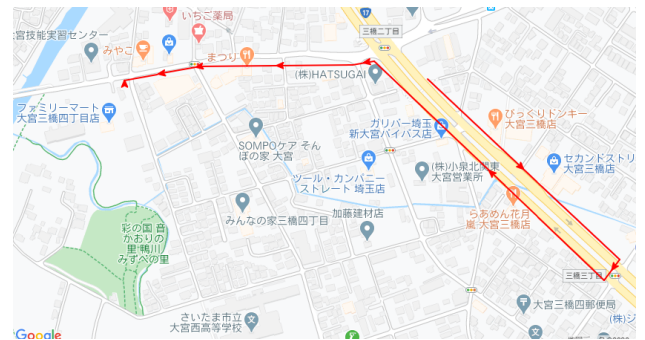 いちご薬局
17
三橋二丁目
宮技能実習センター
みやこ
まつり
(株)HATSUGAI
ファミリーマート
大宮三橋四丁目店
ガリバー埼玉
新大宮バイパス店
びっくりドンキー
大宮三橋店
SOMPOケア そん
ぽの家 大宮
セカンドストリ
大宮三橋店
(株)小泉北関東
大宮営業所
ツール・カンパニー
ストレート 埼玉店
みんなの家三橋四丁目
加藤建材店
らあめん花月
嵐 大宮三橋店
彩の国 音
かおりの
里 鴨川
みずべの里
三橋三丁目
大宮三橋四郵便局
さいたま市立
大宮西高等学校
文
文
(株)ジ
Google